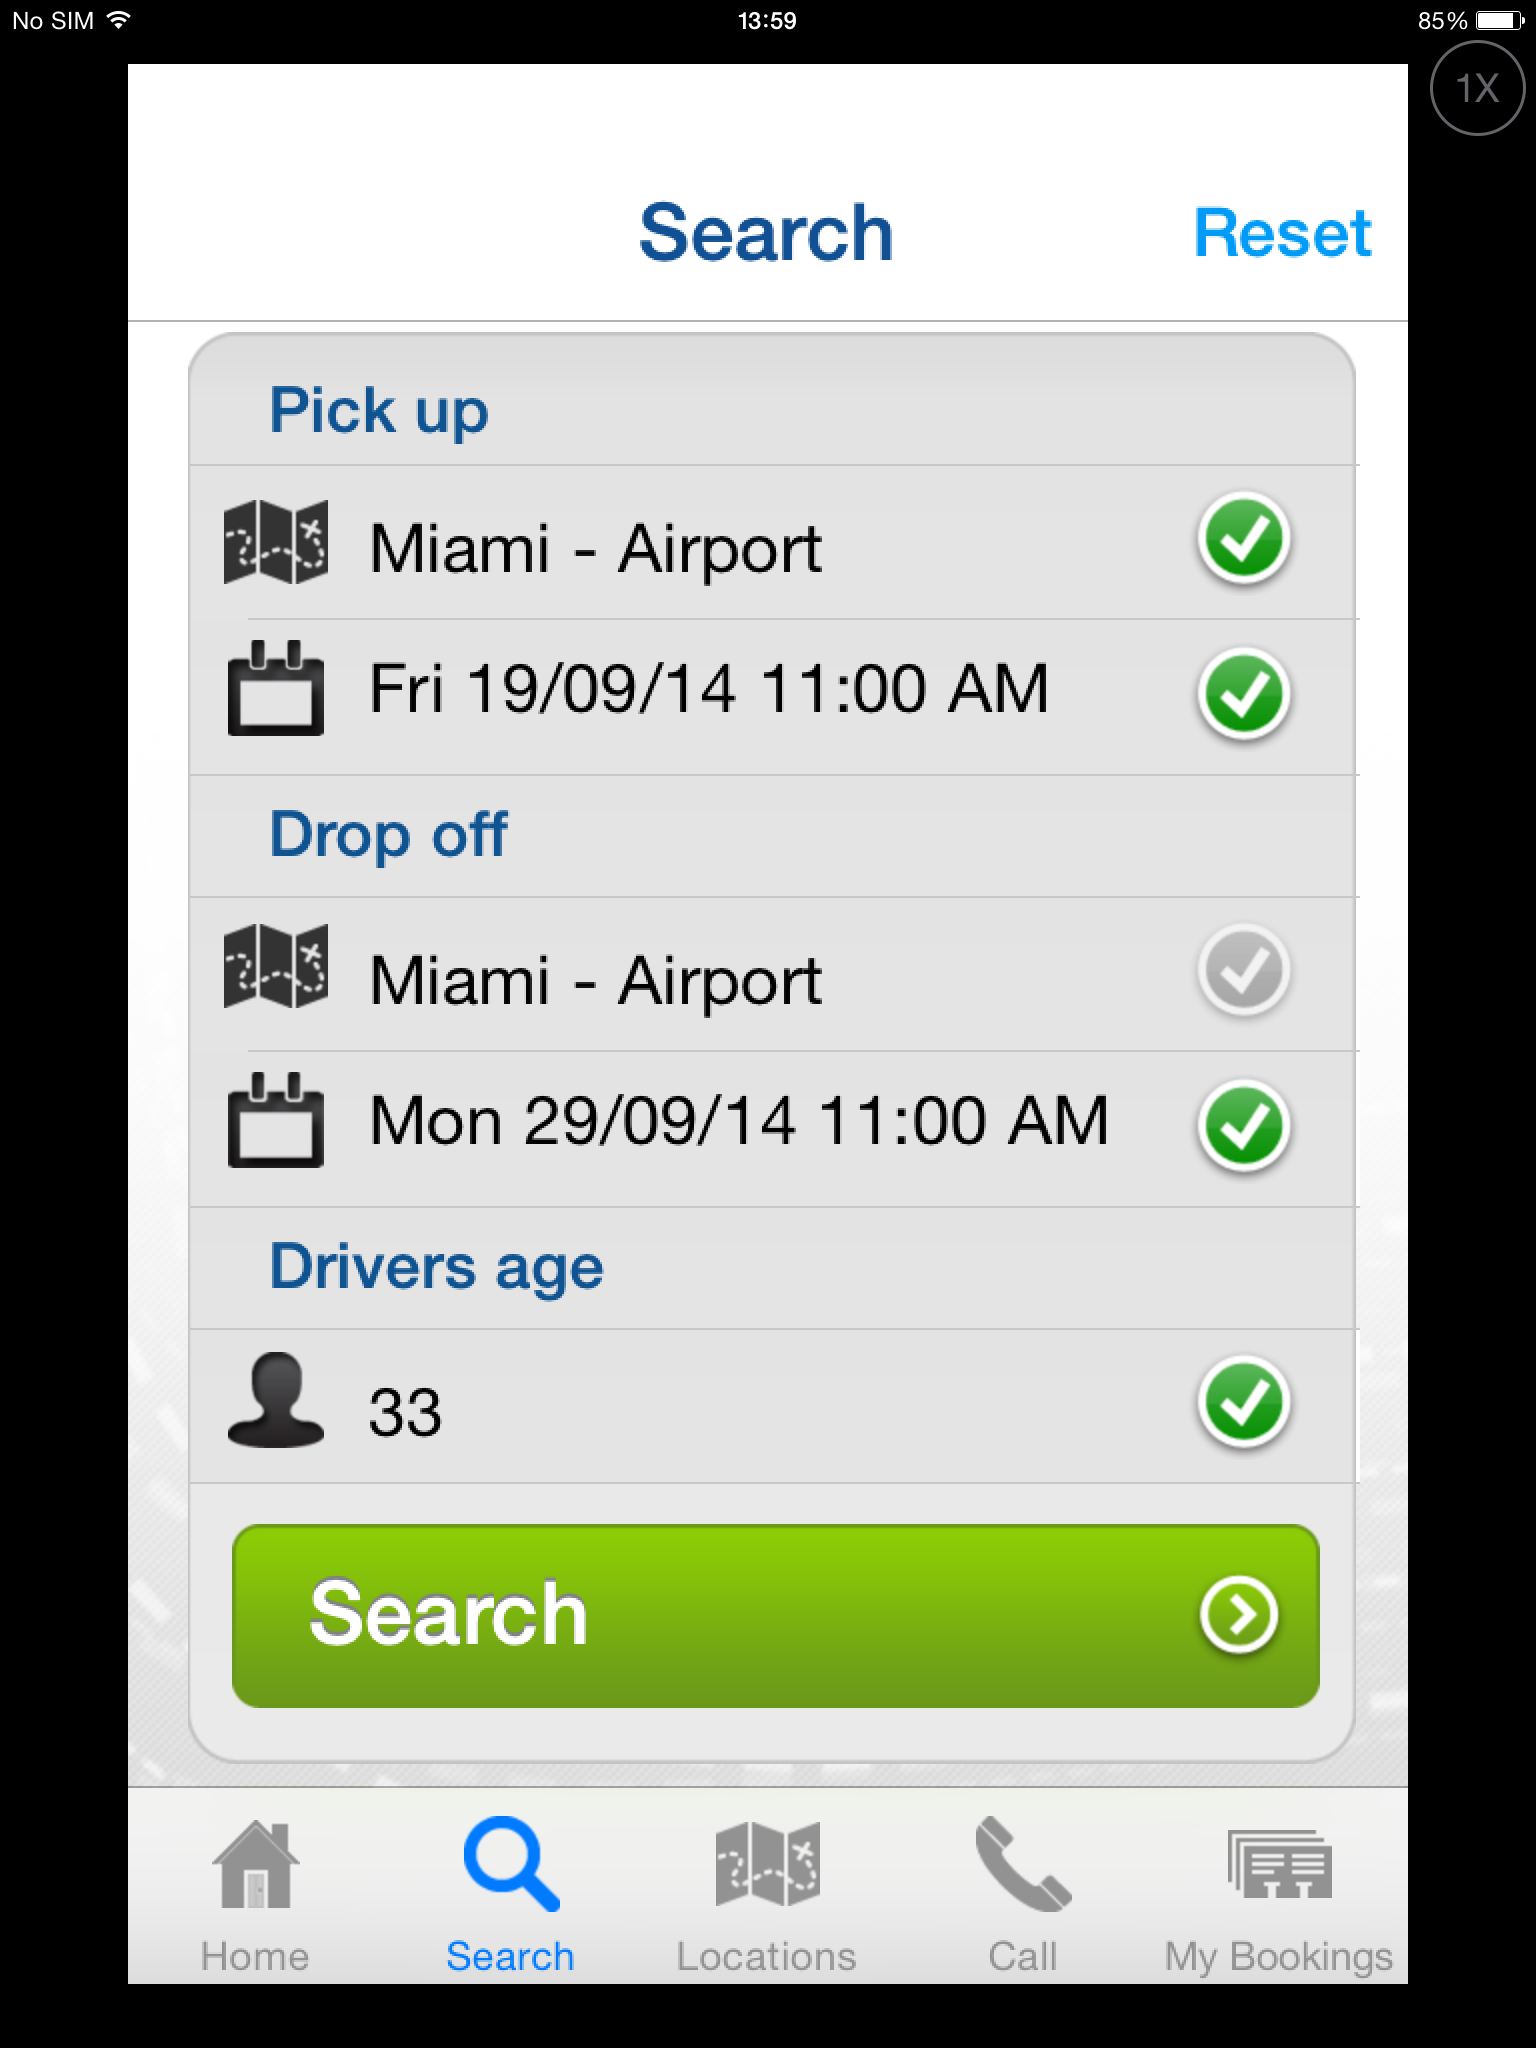 No SIM 13:59 85%
1X
Search Reset
Pick up
Miami - Airport
Fri 19/09/14 11:00 AM
Drop off
Miami - Airport
Mon 29/09/14 11:00 AM
Drivers age
33
Search
Home Search Locations Call My Bookings